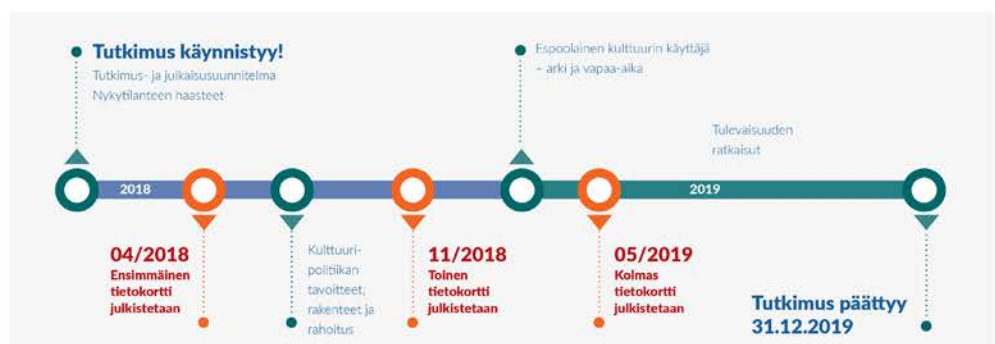 Tutkimus käynnistyy!
Tutkimus- ja julkaisusuunnitelma
Nykytilanteen haasteet
Espoolainen kulttuurin käyttäjä
– arki ja vapaa-aika
Tulevaisuuden
ratkaisut
2018
2019
04/2018
Ensimmäinen
tietokortti
julkistetaan
Kulttuuri-
politiikan
tavoitteet,
rakenteet ja
rahoitus
11/2018
Toinen
tietokortti
julkistetaan
05/2019
Kolmas
tietokortti
julkistetaan
Tutkimus päättyy
31.12.2019